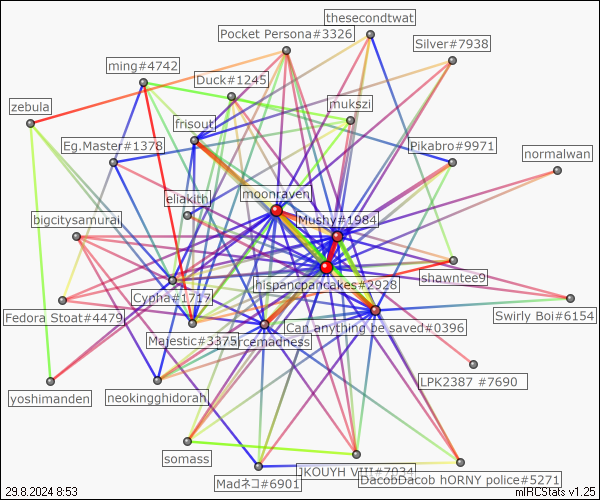 thesecondtwat
Pocket Persona#3326
Silver#7938
ming#4742
Duck#1245
zebula
mukszi
frisout
Eg.Master#1378
Pikabro#9971
normalwan
eliakith
moonraven
bigcitysamurai
Mushy#1984
shawntee9
hispancpancakes#2928
Cypha#1717
Fedora Stoat#4479
Swirly Boi#6154
Can anything be saved#0396
Majestic#3375
rcemadness
LPK2387 #7690
yoshimanden
neokingghidorah
somass
JKOUYH VIII#7034
DacobDacob hORNY police#5271
Madネコ#6901
29.8.2024 8:53
mIRCStats v1.25